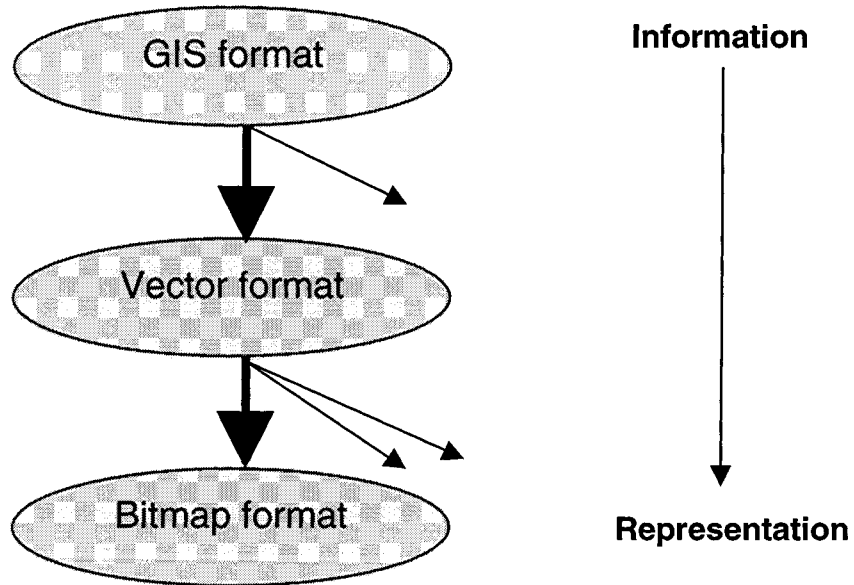 GIS format
Information
Vector format
Bitmap format
Representation